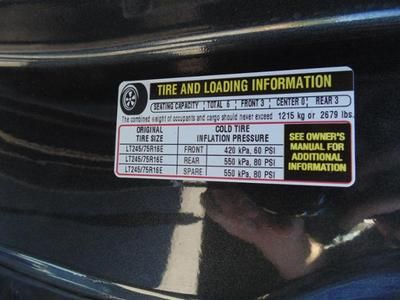 TIRE AND LOADING INFORMATION
SEATING CAPACITY TOTAL 6 FRONT 3 CENTER 0 REAR 3
The combined weight of occupants and cargo should never exceed 1215 kg or 2679 lbs.
ORIGINAL TIRE SIZE
COLD TIRE INFLATION PRESSURE
LT245/75R16E FRONT 420 kPa, 60 PSI
LT245/75R16E REAR 550 kPa, 80 PSI
LT245/75R16E SPARE 550 kPa, 80 PSI
SEE OWNER'S
MANUAL FOR
ADDITIONAL
INFORMATION